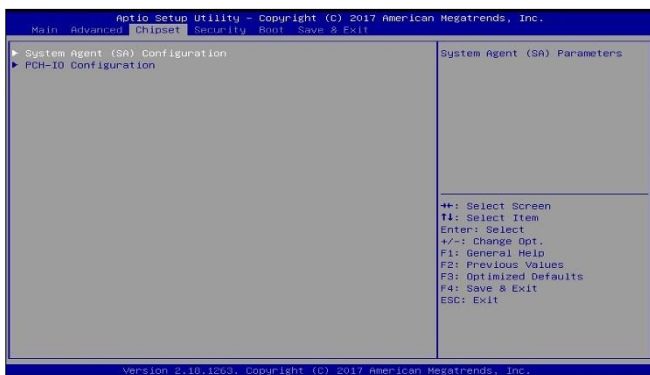 Aptio Setup Utility – Copyright (C) 2017 American Megatrends, Inc.
Main Advanced Chipset Security Boot Save & Exit
▶ System Agent (SA) Configuration
▶ PCH-IO Configuration
System Agent (SA) Parameters
→←: Select Screen
↑↓: Select Item
Enter: Select
+/-: Change Opt.
F1: General Help
F2: Previous Values
F3: Optimized Defaults
F4: Save & Exit
ESC: Exit
Version 2.18.1263. Copyright (C) 2017 American Megatrends, Inc.